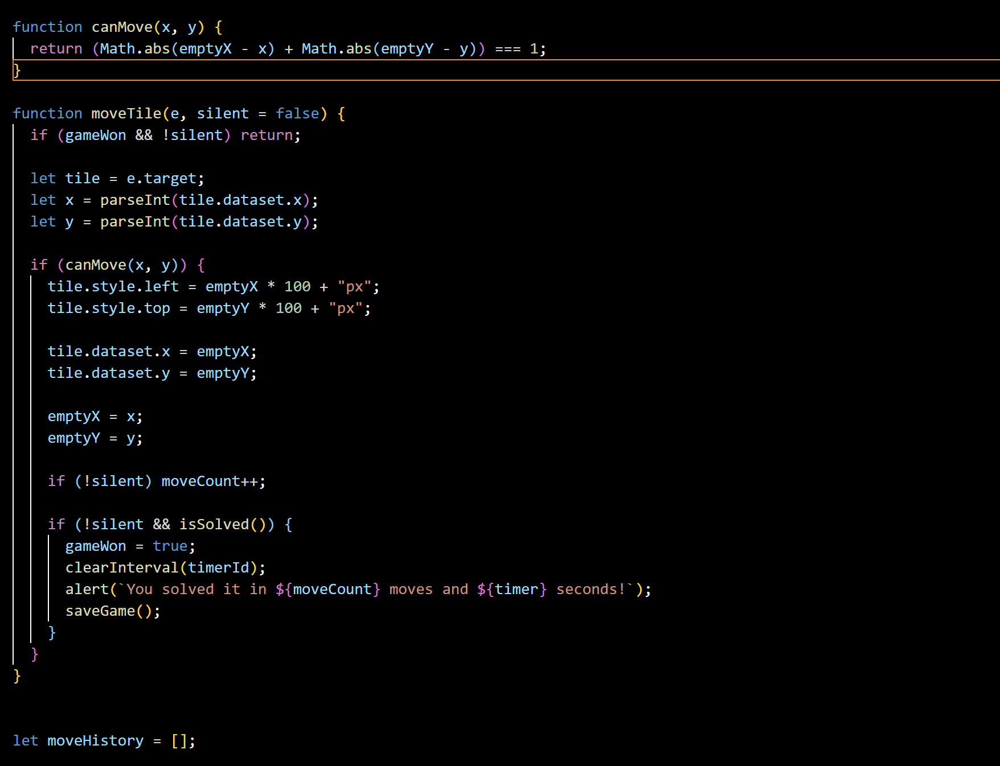 function canMove(x, y) {
  return (Math.abs(emptyX - x) + Math.abs(emptyY - y)) === 1;
}

function moveTile(e, silent = false) {
  if (gameWon && !silent) return;

  let tile = e.target;
  let x = parseInt(tile.dataset.x);
  let y = parseInt(tile.dataset.y);

  if (canMove(x, y)) {
    tile.style.left = emptyX * 100 + "px";
    tile.style.top = emptyY * 100 + "px";

    tile.dataset.x = emptyX;
    tile.dataset.y = emptyY;

    emptyX = x;
    emptyY = y;

    if (!silent) moveCount++;

    if (!silent && isSolved()) {
      gameWon = true;
      clearInterval(timerId);
      alert(`You solved it in ${moveCount} moves and ${timer} seconds!`);
      saveGame();
    }
  }
}

let moveHistory = [];